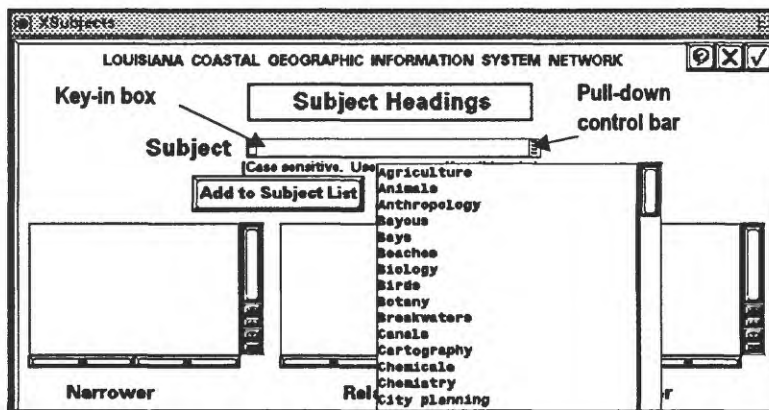 XSubjects
LOUISIANA COASTAL GEOGRAPHIC INFORMATION SYSTEM NETWORK
Key-in box
Subject Headings
Pull-down
control bar
Subject
Case sensitive. Use
Add to Subject List
Agriculture
Animals
Anthropology
Bayous
Bays
Beaches
Biology
Birds
Botany
Breakwaters
Canals
Cartography
Chemicals
Chemistry
City planning
Narrower